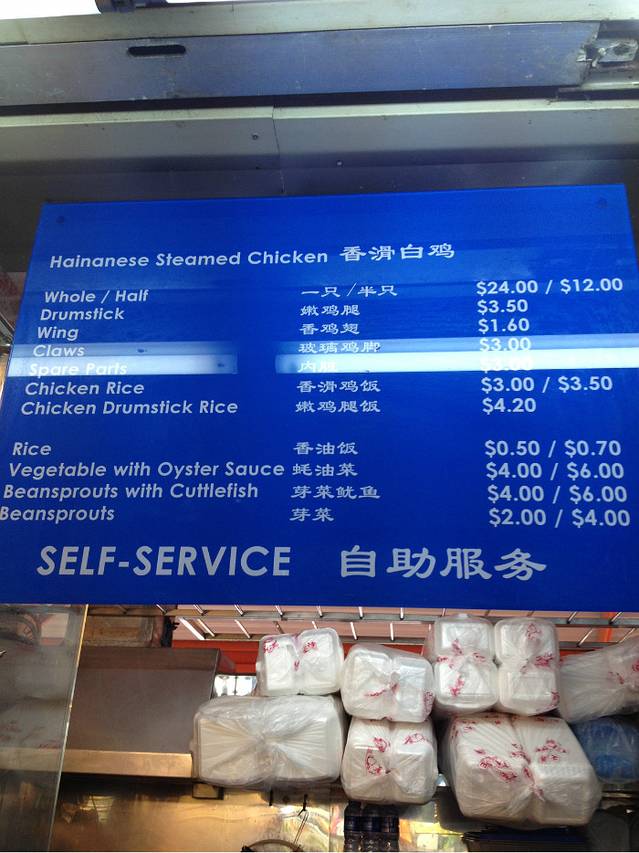 Hainanese Steamed Chicken 香滑白鸡
Whole / Half 一只/半只 $24.00 / $12.00
Drumstick 嫩鸡腿 $3.50
Wing 香鸡翅 $1.60
Claws 玻璃鸡脚 $3.00
Spare Parts 内脏 $3.00
Chicken Rice 香滑鸡饭 $3.00 / $3.50
Chicken Drumstick Rice 嫩鸡腿饭 $4.20
Rice 香油饭 $0.50 / $0.70
Vegetable with Oyster Sauce 蚝油菜 $4.00 / $6.00
Beansprouts with Cuttlefish 芽菜鱿鱼 $4.00 / $6.00
Beansprouts 芽菜 $2.00 / $4.00
SELF-SERVICE 自助服务